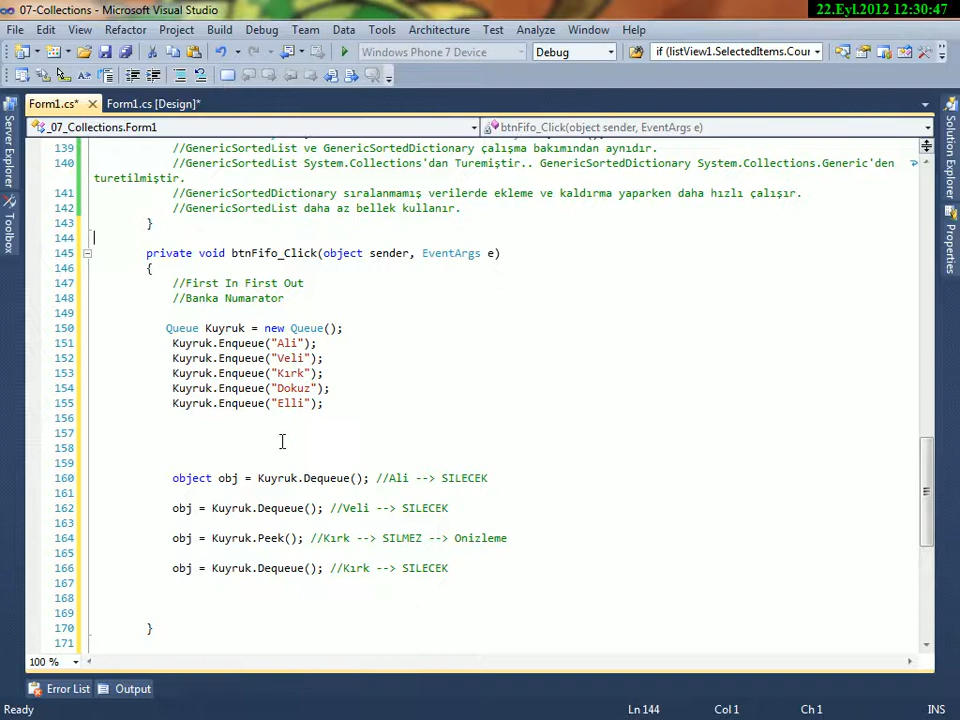 07-Collections - Microsoft Visual Studio
22.Eyl.2012 12:30:47
File Edit View Refactor Project Build Debug Team Data Tools Architecture Test Analyze Window Help
Windows Phone 7 Device Debug if (listView1.SelectedItems.Cour
Form1.cs* Form1.cs [Design]*
_07_Collections.Form1 btnFifo_Click(object sender, EventArgs e)
139 //GenericSortedList ve GenericSortedDictionary çalışma bakımından aynıdır.
140 //GenericSortedList System.Collections'dan Turemiştir.. GenericSortedDictionary System.Collections.Generic'den
turetilmiştir.
141 //GenericSortedDictionary sıralanmamış verilerde ekleme ve kaldırma yaparken daha hızlı çalışır.
142 //GenericSortedList daha az bellek kullanır.
143 }
144
145 private void btnFifo_Click(object sender, EventArgs e)
146 {
147 //First In First Out
148 //Banka Numarator
149
150 Queue Kuyruk = new Queue();
151 Kuyruk.Enqueue("Ali");
152 Kuyruk.Enqueue("Veli");
153 Kuyruk.Enqueue("Kırk");
154 Kuyruk.Enqueue("Dokuz");
155 Kuyruk.Enqueue("Elli");
156
157
158
159
160 object obj = Kuyruk.Dequeue(); //Ali --> SILECEK
161
162 obj = Kuyruk.Dequeue(); //Veli --> SILECEK
163
164 obj = Kuyruk.Peek(); //Kırk --> SILMEZ --> Onizleme
165
166 obj = Kuyruk.Dequeue(); //Kırk --> SILECEK
167
168
169
170 }
171
100 %
Server Explorer
Toolbox
Solution Explorer
Properties
Error List Output
Ready Ln 144 Col 1 Ch 1 INS